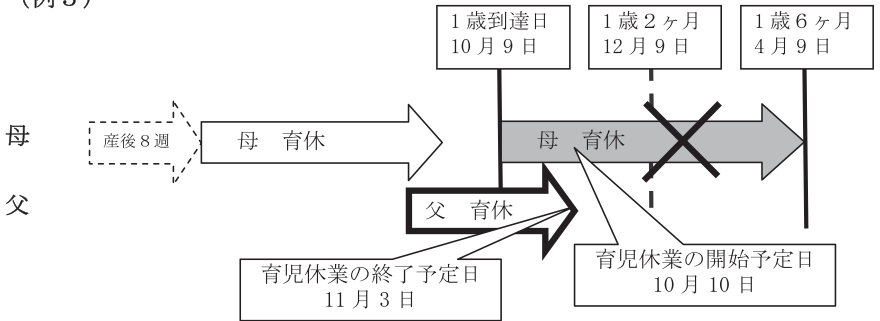 （例３）
１歳到達日
10月9日
１歳２ヶ月
12月9日
１歳６ヶ月
4月9日
母
産後８週
母　育休
母　育休
父
父　育休
育児休業の終了予定日
11月3日
育児休業の開始予定日
10月10日